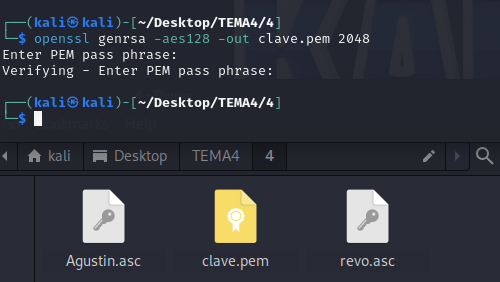 ┌──(kali㉿kali)-[~/Desktop/TEMA4/4]
└─$ openssl genrsa -aes128 -out clave.pem 2048
Enter PEM pass phrase:
Verifying - Enter PEM pass phrase:
┌──(kali㉿kali)-[~/Desktop/TEMA4/4]
└─$
kali Desktop TEMA4 4
Agustin.asc clave.pem revo.asc